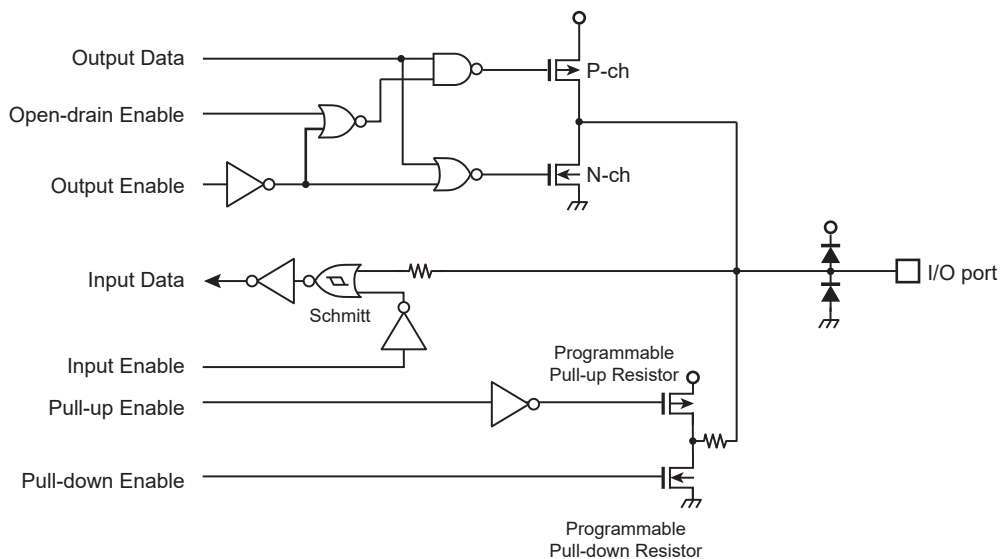 Output Data
P-ch
Open-drain Enable
Output Enable
N-ch
Input Data
I/O port
Schmitt
Input Enable
Programmable
Pull-up Resistor
Pull-up Enable
Pull-down Enable
Programmable
Pull-down Resistor